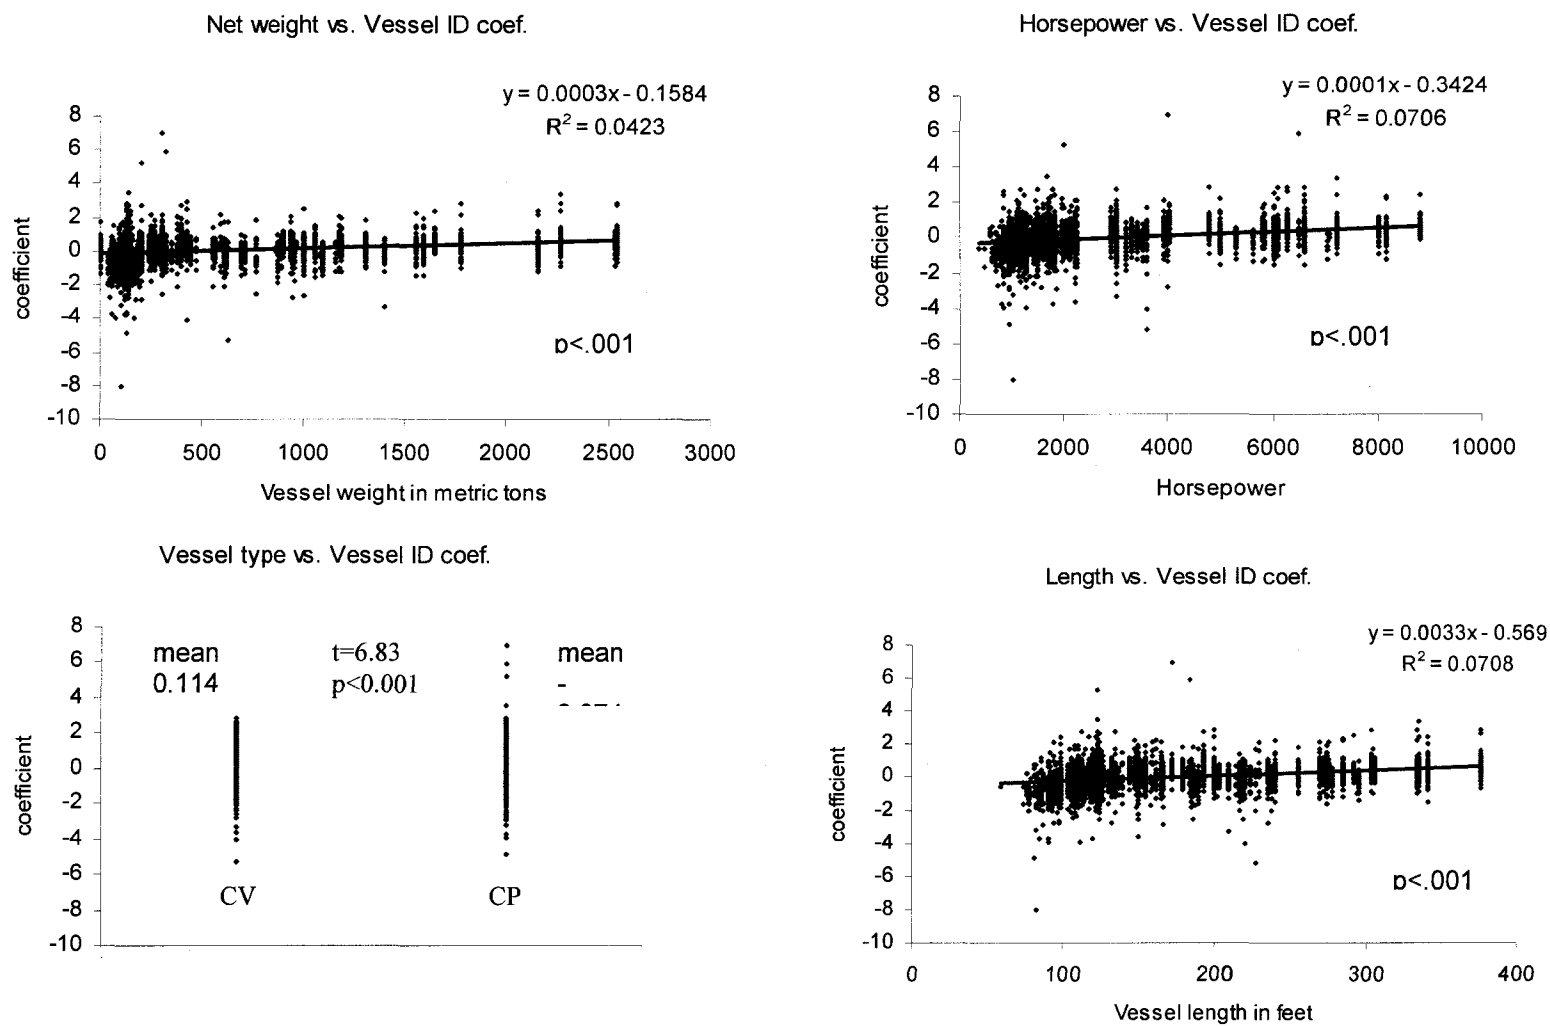 Net weight vs. Vessel ID coef.
y = 0.0003x - 0.1584
R² = 0.0423
8
6
4
2
0
-2
-4
-6
-8
-10
coefficient
p<.001
0 500 1000 1500 2000 2500 3000
Vessel weight in metric tons
Horsepower vs. Vessel ID coef.
y = 0.0001x - 0.3424
R² = 0.0706
8
6
4
2
0
-2
-4
-6
-8
-10
coefficient
p<.001
0 2000 4000 6000 8000 10000
Horsepower
Vessel type vs. Vessel ID coef.
8
6
4
2
0
-2
-4
-6
-8
-10
coefficient
mean
0.114
t=6.83
p<0.001
mean
-
CV CP
Length vs. Vessel ID coef.
y = 0.0033x - 0.569
R² = 0.0708
8
6
4
2
0
-2
-4
-6
-8
-10
coefficient
p<.001
0 100 200 300 400
Vessel length in feet